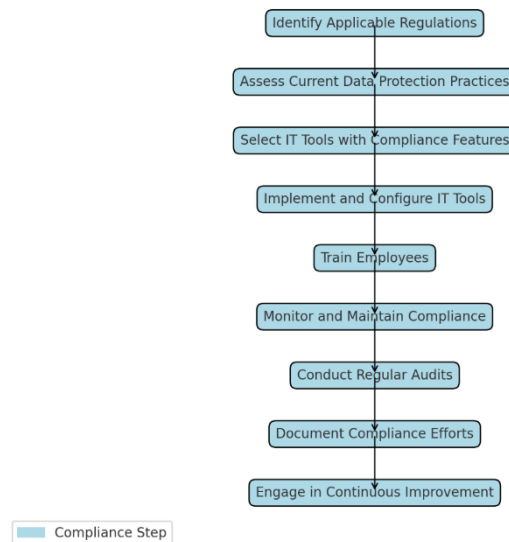 Identify Applicable Regulations
Assess Current Data Protection Practices
Select IT Tools with Compliance Features
Implement and Configure IT Tools
Train Employees
Monitor and Maintain Compliance
Conduct Regular Audits
Document Compliance Efforts
Engage in Continuous Improvement
Compliance Step